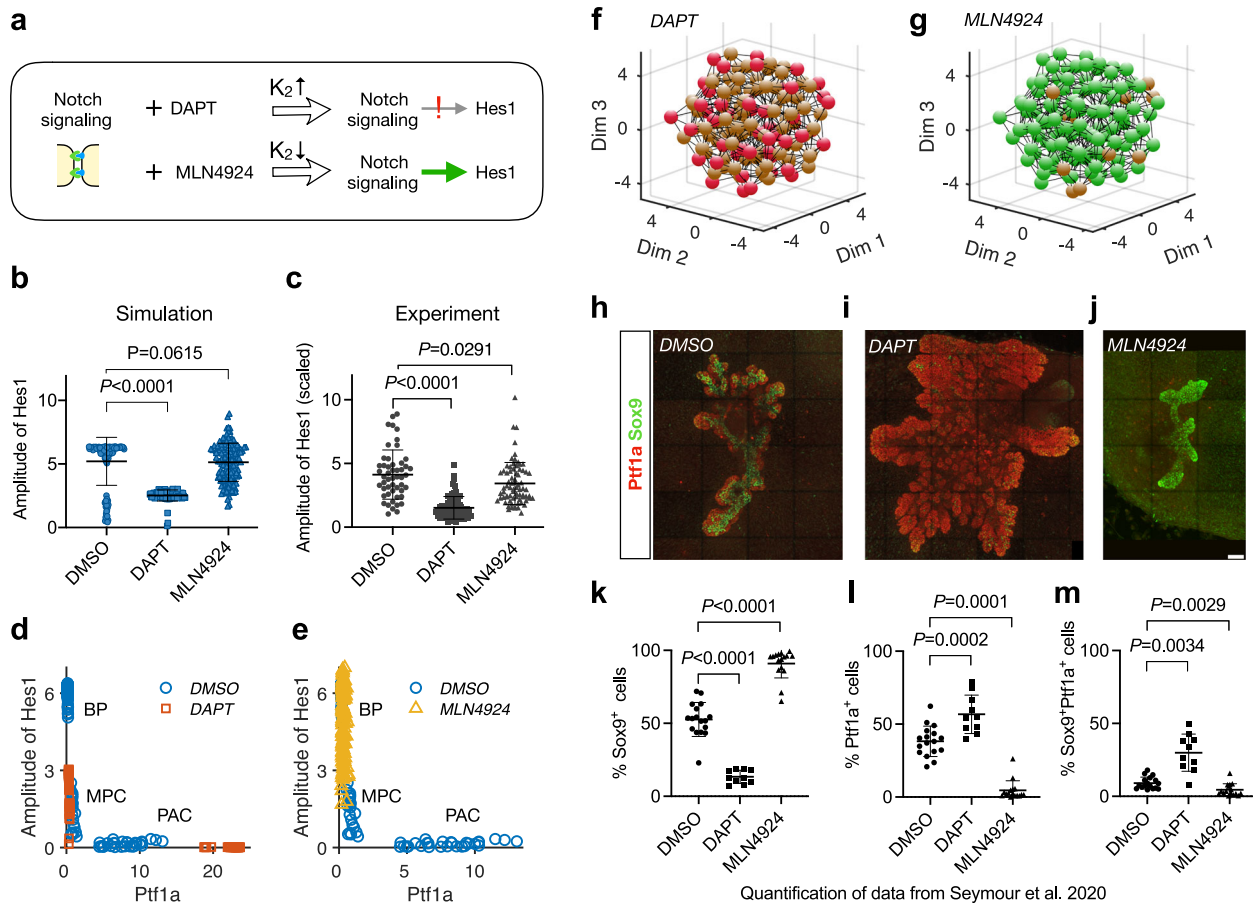 a
Notch signaling + DAPT K2↑ Notch signaling ! Hes1
+ MLN4924 K2↓ Notch signaling Hes1
b
Simulation
P=0.0615
P<0.0001
Amplitude of Hes1
10
5
0
DMSO DAPT MLN4924
c
Experiment
P=0.0291
P<0.0001
Amplitude of Hes1 (scaled)
10
5
0
DMSO DAPT MLN4924
d
Amplitude of Hes1
6
3
0
BP
MPC
PAC
DMSO
DAPT
0 10 20
Ptf1a
e
Amplitude of Hes1
6
3
0
BP
MPC
PAC
DMSO
MLN4924
0 5 10
Ptf1a
f
DAPT
Dim 3
4
0
-4
4 0 -4
Dim 2
-4 0 4
Dim 1
g
MLN4924
Dim 3
4
0
-4
4 0 -4
Dim 2
-4 0 4
Dim 1
h
Ptf1a Sox9
DMSO
i
DAPT
j
MLN4924
k
P<0.0001
P<0.0001
% Sox9+ cells
100
50
0
DMSO DAPT MLN4924
l
P=0.0001
P=0.0002
% Ptf1a+ cells
100
50
0
DMSO DAPT MLN4924
m
P=0.0029
P=0.0034
% Sox9+Ptf1a+ cells
100
50
0
DMSO DAPT MLN4924
Quantification of data from Seymour et al. 2020